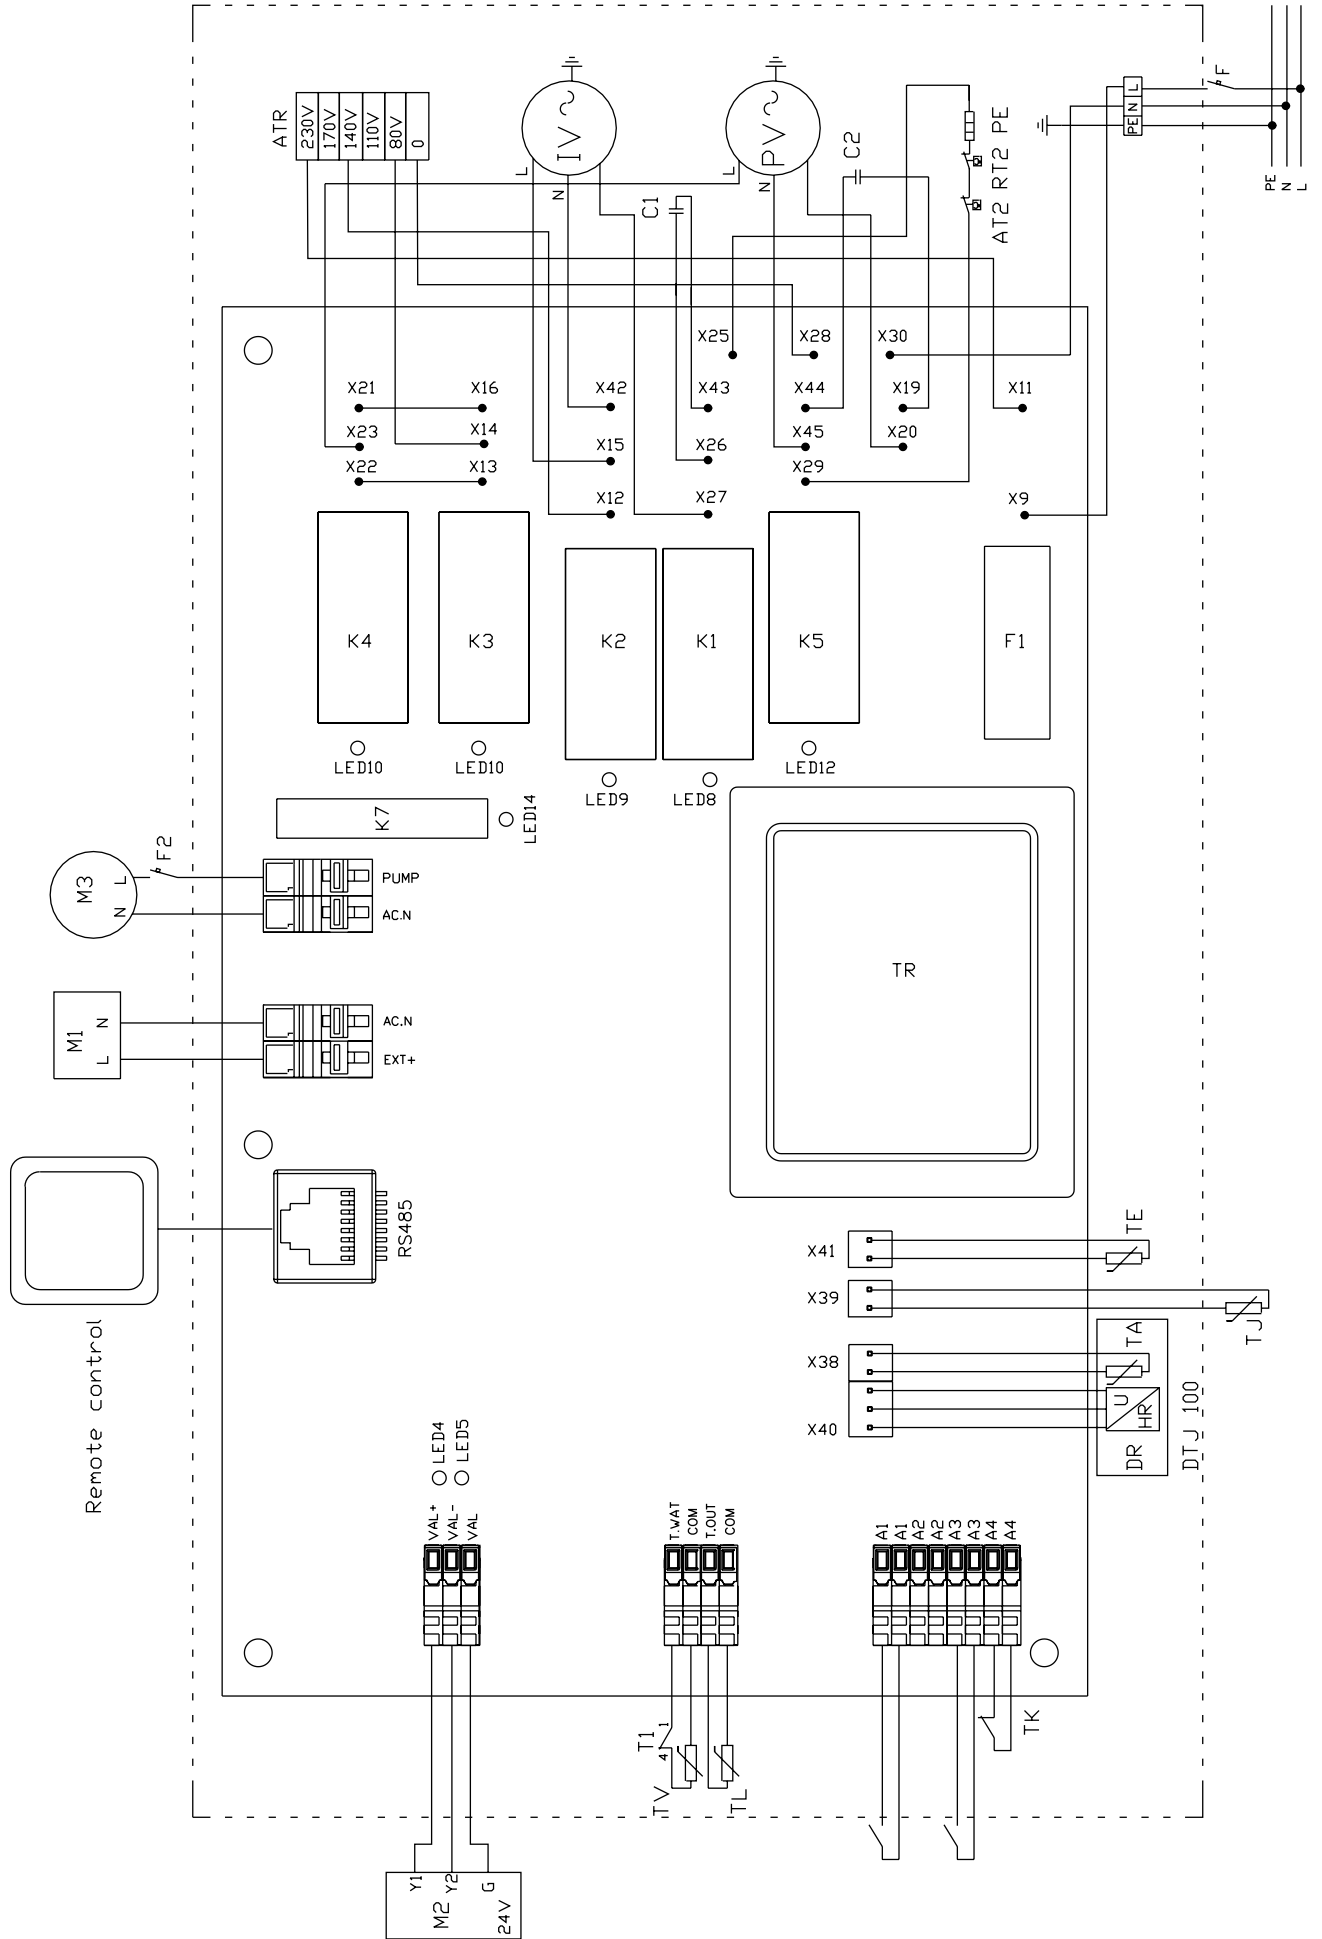 ATR
230V
170V
140V
110V
80V
0
L
N
IV
C1
L
N
PV
C2
AT2 RT2 PE
PE N L
F
PE
N
L
X25
X28
X30
X21
X16
X42
X43
X44
X19
X11
X23
X14
X15
X26
X45
X20
X22
X13
X12
X27
X29
X9
K4
K3
K2
K1
K5
F1
LED10
LED10
LED9
LED8
LED12
K7
LED14
M3
L
N
F2
PUMP
AC.N
M1
N
L
AC.N
EXT+
TR
Remote control
RS485
X41
TE
X39
TJ
X38
TA
X40
U
HR
DR
DTJ 100
LED4
LED5
VAL+
VAL-
VAL
T.WAT
COM
T.OUT
COM
A1
A1
A2
A2
A3
A3
A4
A4
T1
1
4
TV
TL
TK
Y1
Y2
G
M2
24V